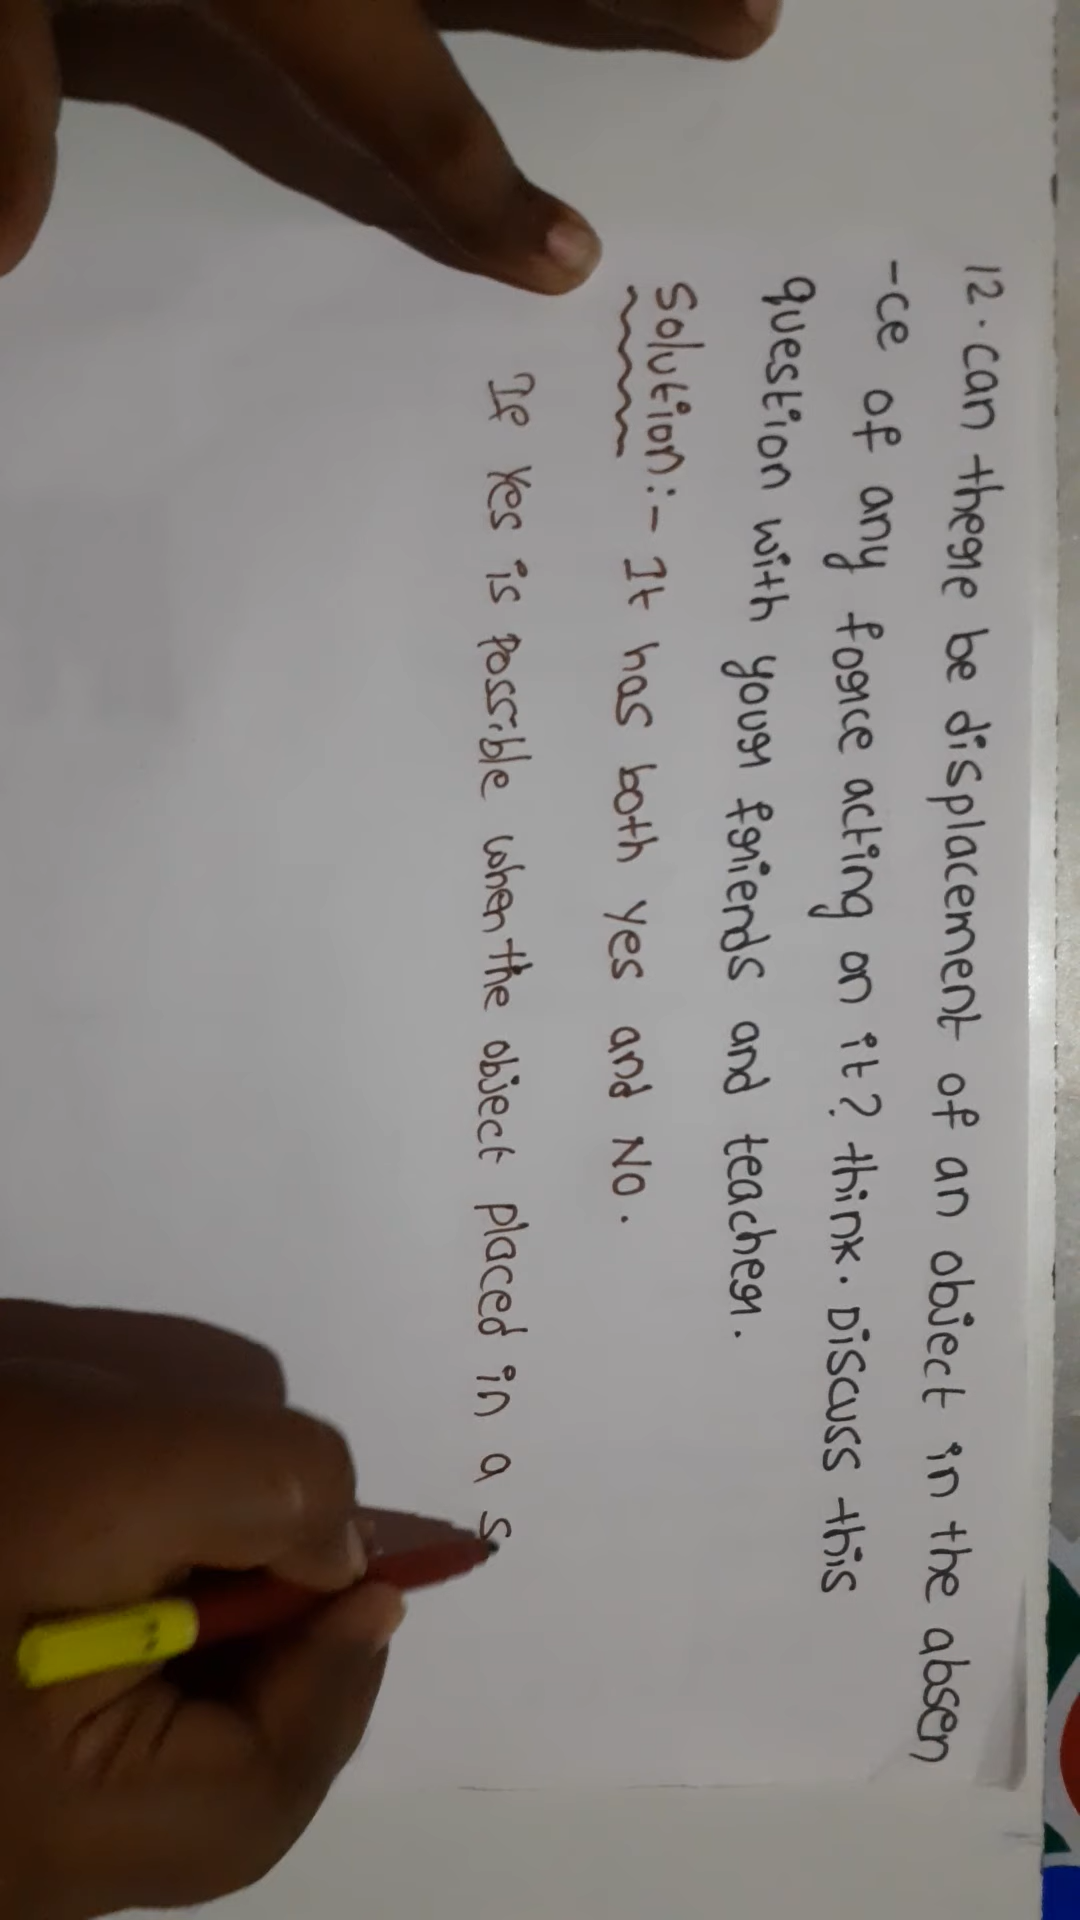 12. can there be displacement of an object in the absen
-ce of any force acting on it? think. Discuss this
question with your friends and teacher.
Solution:- It has both yes and No.
If Yes is possible when the object placed in a s